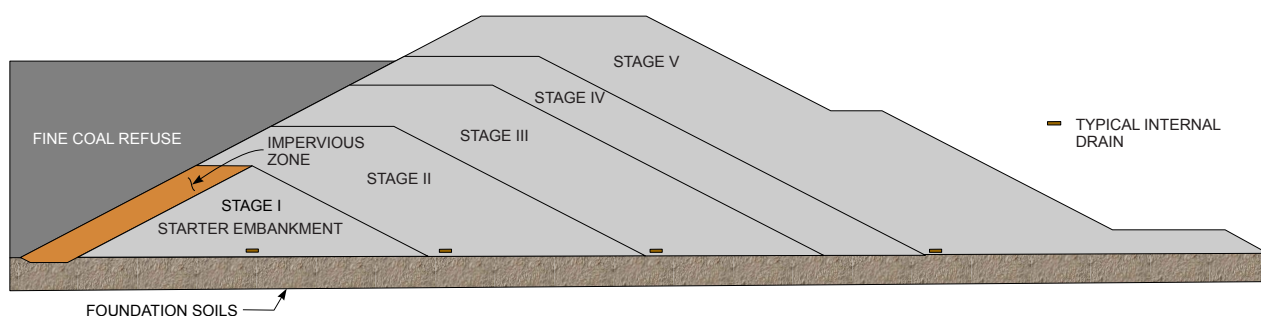 STAGE V
STAGE IV
TYPICAL INTERNAL
DRAIN
FINE COAL REFUSE
IMPERVIOUS
ZONE
STAGE III
STAGE II
STAGE I
STARTER EMBANKMENT
FOUNDATION SOILS